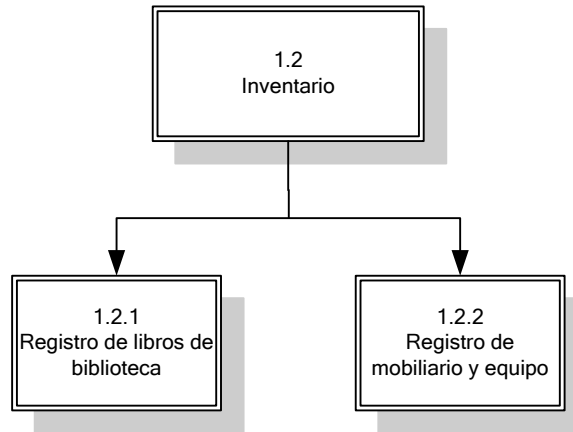 1.2
Inventario
1.2.1
Registro de libros de
biblioteca
1.2.2
Registro de
mobiliario y equipo